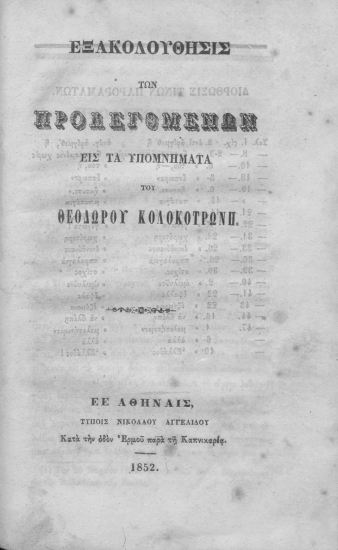 ΕΞΑΚΟΛΟΥΘΗΣΙΣ
ΤΩΝ
ΠΡΟΛΕΓΟΜΕΝΩΝ
ΕΙΣ ΤΑ ΥΠΟΜΝΗΜΑΤΑ
ΤΟΥ
ΘΕΟΔΩΡΟΥ ΚΟΛΟΚΟΤΡΩΝΗ.
ΕΕ ΑΘΗΝΑΙΣ,
ΤΥΠΟΙΣ ΝΙΚΟΛΑΟΥ ΑΓΓΕΛΙΔΟΥ
Κατὰ τὴν ὁδὸν Ἑρμοῦ παρὰ τῇ Καπνικαρέᾳ.
1852.